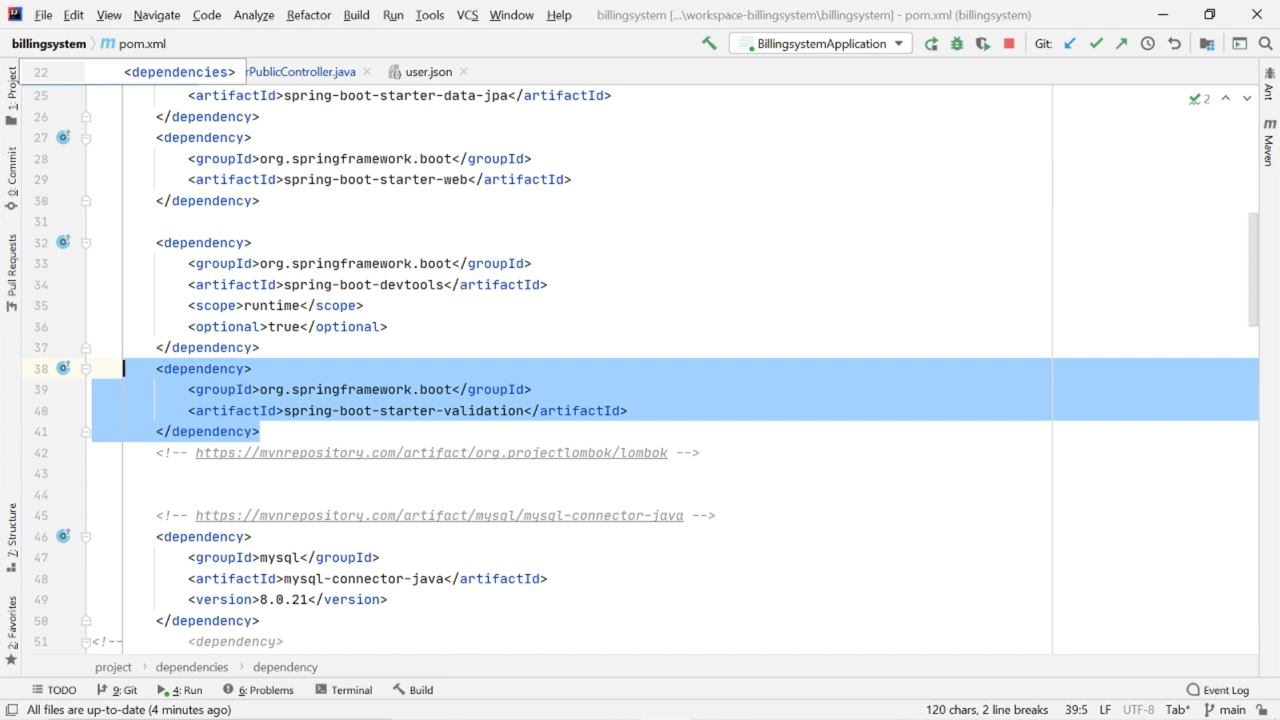 File Edit View Navigate Code Analyze Refactor Build Run Tools VCS Window Help billingsystem [...\workspace-billingsystem\billingsystem] - pom.xml (billingsystem)
billingsystem pom.xml BillingsystemApplication Git:
22 <dependencies> rPublicController.java user.json
25 <artifactId>spring-boot-starter-data-jpa</artifactId>
26 </dependency>
27 <dependency>
28 <groupId>org.springframework.boot</groupId>
29 <artifactId>spring-boot-starter-web</artifactId>
30 </dependency>
31
32 <dependency>
33 <groupId>org.springframework.boot</groupId>
34 <artifactId>spring-boot-devtools</artifactId>
35 <scope>runtime</scope>
36 <optional>true</optional>
37 </dependency>
38 <dependency>
39 <groupId>org.springframework.boot</groupId>
40 <artifactId>spring-boot-starter-validation</artifactId>
41 </dependency>
42 <!-- https://mvnrepository.com/artifact/org.projectlombok/lombok -->
43
44
45 <!-- https://mvnrepository.com/artifact/mysql/mysql-connector-java -->
46 <dependency>
47 <groupId>mysql</groupId>
48 <artifactId>mysql-connector-java</artifactId>
49 <version>8.0.21</version>
50 </dependency>
51 <!-- <dependency>
2
1: Project
0: Commit
Pull Requests
7: Structure
2: Favorites
Ant
m Maven
project dependencies dependency
TODO 9: Git 4: Run 6: Problems Terminal Build Event Log
All files are up-to-date (4 minutes ago) 120 chars, 2 line breaks 39:5 LF UTF-8 Tab* main